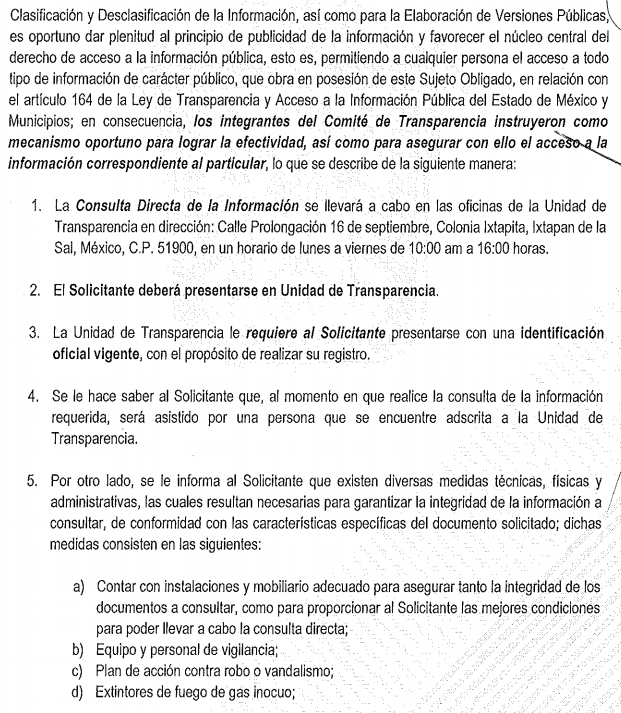 Clasificación y Desclasificación de la Información, así como para la Elaboración de Versiones Públicas,
es oportuno dar plenitud al principio de publicidad de la información y favorecer el núcleo central del
derecho de acceso a la información pública, esto es, permitiendo a cualquier persona el acceso a todo
tipo de información de carácter público, que obra en posesión de este Sujeto Obligado, en relación con
el artículo 164 de la Ley de Transparencia y Acceso a la Información Pública del Estado de México y
Municipios; en consecuencia, los integrantes del Comité de Transparencia instruyeron como
mecanismo oportuno para lograr la efectividad, así como para asegurar con ello el acceso a la
información correspondiente al particular, lo que se describe de la siguiente manera:
1. La Consulta Directa de la Información se llevará a cabo en las oficinas de la Unidad de
Transparencia en dirección: Calle Prolongación 16 de septiembre, Colonia Ixtapita, Ixtapan de la
Sal, México, C.P. 51900, en un horario de lunes a viernes de 10:00 am a 16:00 horas.
2. El Solicitante deberá presentarse en Unidad de Transparencia.
3. La Unidad de Transparencia le requiere al Solicitante presentarse con una identificación
oficial vigente, con el propósito de realizar su registro.
4. Se le hace saber al Solicitante que, al momento en que realice la consulta de la información
requerida, será asistido por una persona que se encuentre adscrita a la Unidad de
Transparencia.
5. Por otro lado, se le informa al Solicitante que existen diversas medidas técnicas, físicas y
administrativas, las cuales resultan necesarias para garantizar la integridad de la información a
consultar, de conformidad con las características específicas del documento solicitado; dichas
medidas consisten en las siguientes:
a) Contar con instalaciones y mobiliario adecuado para asegurar tanto la integridad de los
documentos a consultar, como para proporcionar al Solicitante las mejores condiciones
para poder llevar a cabo la consulta directa;
b) Equipo y personal de vigilancia;
c) Plan de acción contra robo o vandalismo;
d) Extintores de fuego de gas inocuo;